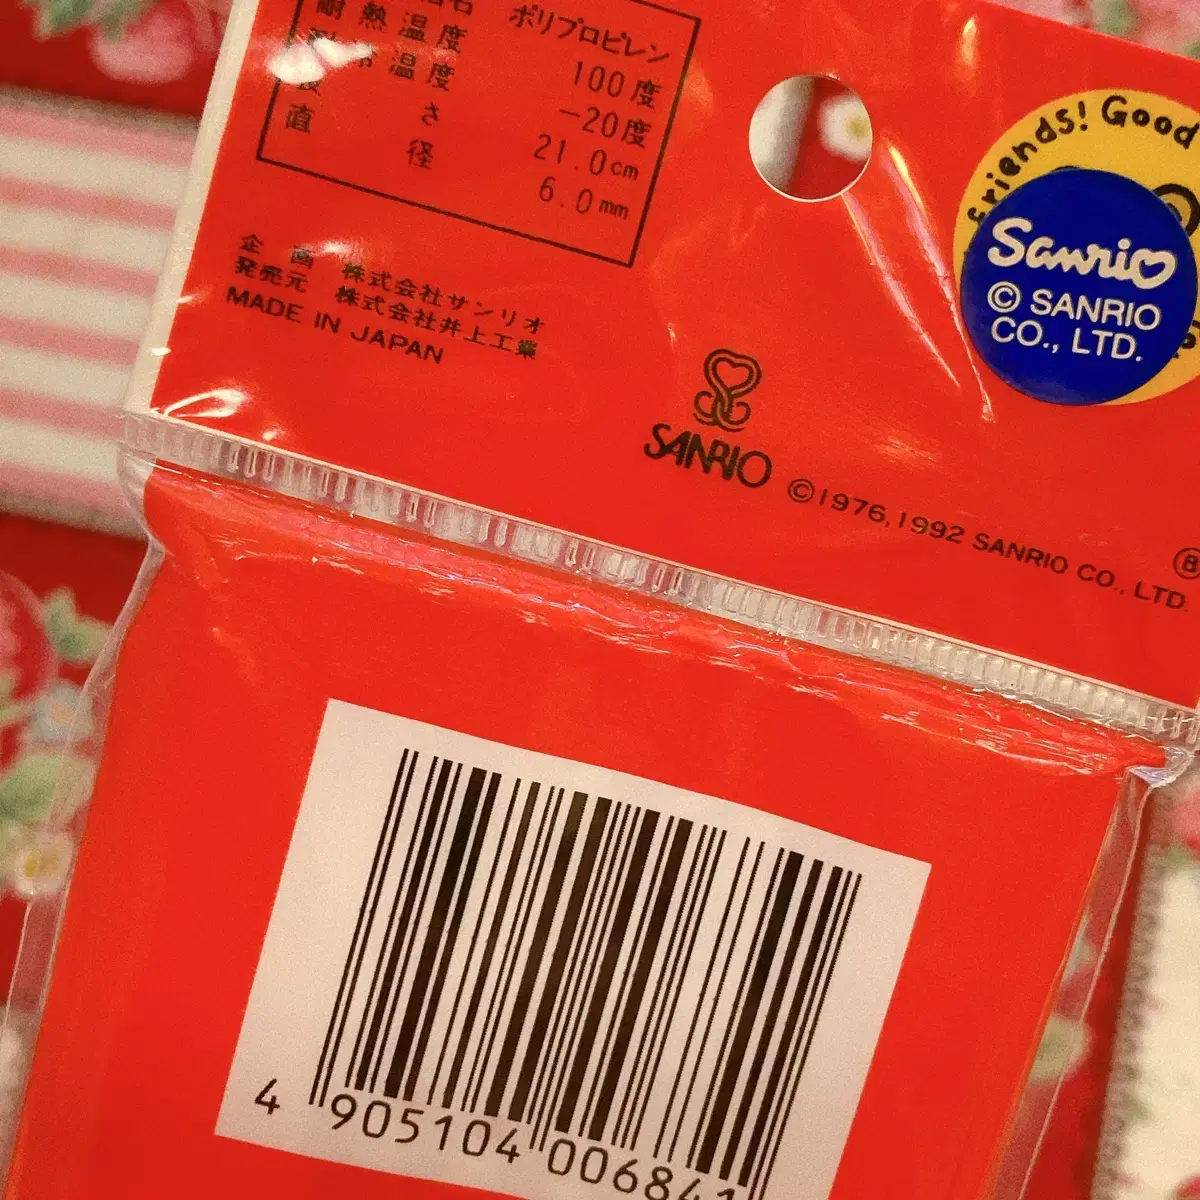 ポリプロピレン
耐熱温度 100度
温度 −20度
さ 21.0cm
直径 6.0mm
企画 株式会社サンリオ
発売元 株式会社井上工業
MADE IN JAPAN
friends! Good
Sanrio
© SANRIO
CO., LTD.
SANRIO
©1976,1992 SANRIO CO., LTD.
Ⓑ
4 905104 006841